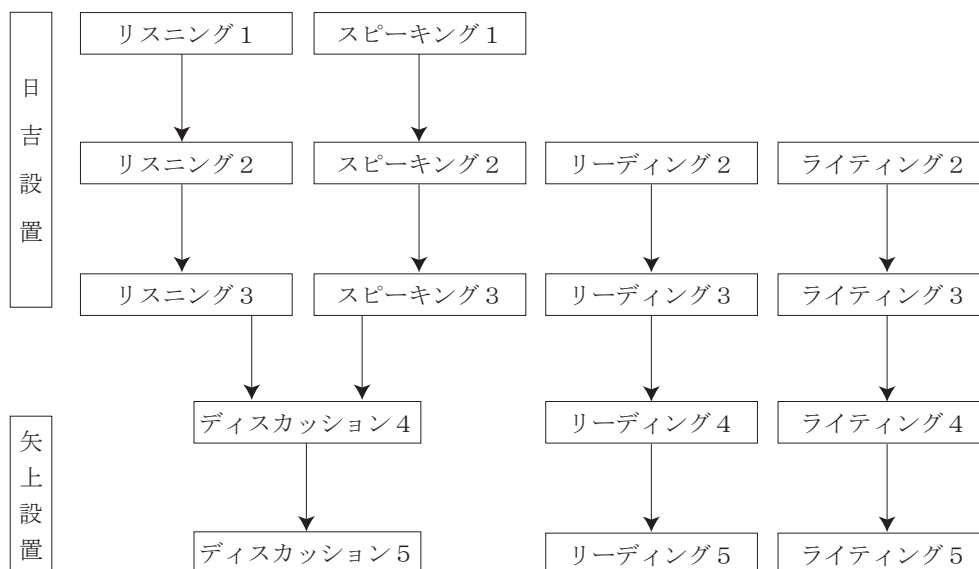 日吉設置
リスニング１
スピーキング１
リスニング２
スピーキング２
リーディング２
ライティング２
リスニング３
スピーキング３
リーディング３
ライティング３
矢上設置
ディスカッション４
リーディング４
ライティング４
ディスカッション５
リーディング５
ライティング５